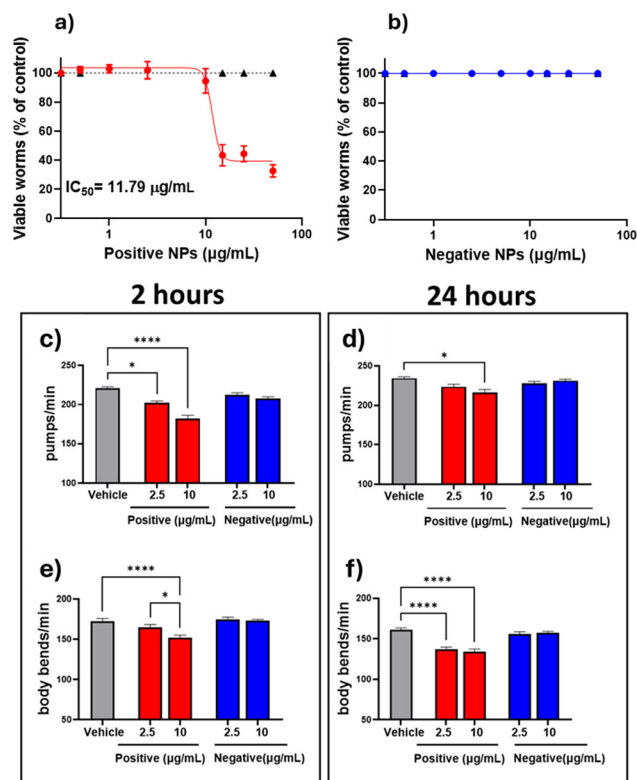 a)
Viable worms (% of control)
100
80
60
40
20
0
IC50= 11.79 µg/mL
1
10
100
Positive NPs (µg/mL)
b)
Viable worms (% of control)
100
80
60
40
20
0
1
10
100
Negative NPs (µg/mL)
2 hours
24 hours
c)
pumps/min
250
200
150
100
****
*
Vehicle
2.5
10
2.5
10
Positive (µg/mL)
Negative(µg/mL)
d)
pumps/min
250
200
150
100
*
Vehicle
2.5
10
2.5
10
Positive (µg/mL)
Negative(µg/mL)
e)
body bends/min
200
150
100
50
****
*
Vehicle
2.5
10
2.5
10
Positive (µg/mL)
Negative(µg/mL)
f)
body bends/min
200
150
100
50
****
****
Vehicle
2.5
10
2.5
10
Positive (µg/mL)
Negative (µg/mL)